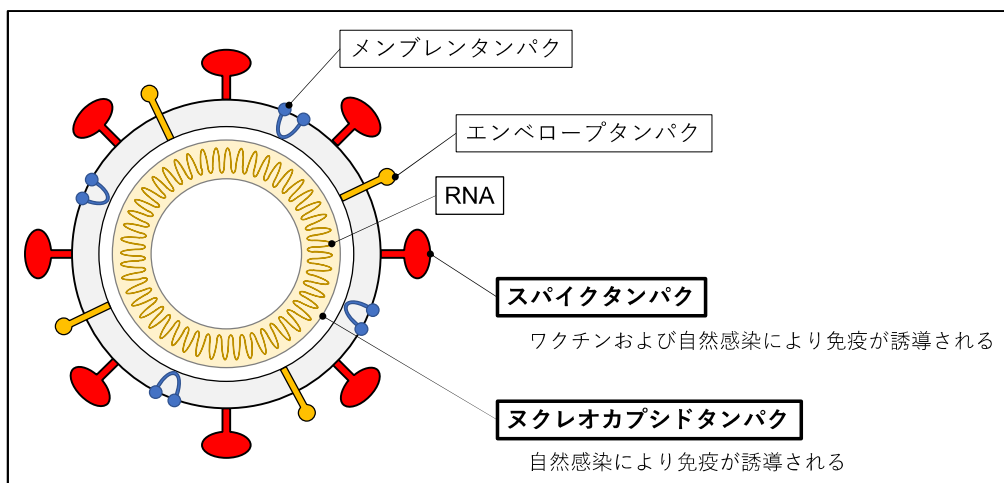 メンブレンタンパク
エンベロープタンパク
RNA
スパイクタンパク
ワクチンおよび自然感染により免疫が誘導される
ヌクレオカプシドタンパク
自然感染により免疫が誘導される